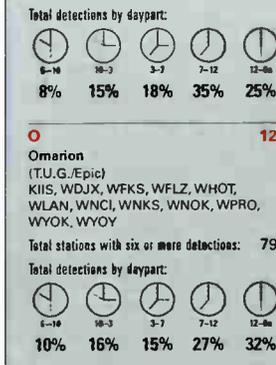 Total detections by daypart:
6–10 10–3 3–7 7–12 12–6a
8% 15% 18% 35% 25%
O 12
Omarion
(T.U.G./Epic)
KIIS, WDJX, WFKS, WFLZ, WHOT,
WLAN, WNCI, WNKS, WNOK, WPRO,
WYOK, WYOY
Total stations with six or more detections: 79
Total detections by daypart:
6–10 10–3 3–7 7–12 12–6a
10% 16% 15% 27% 32%